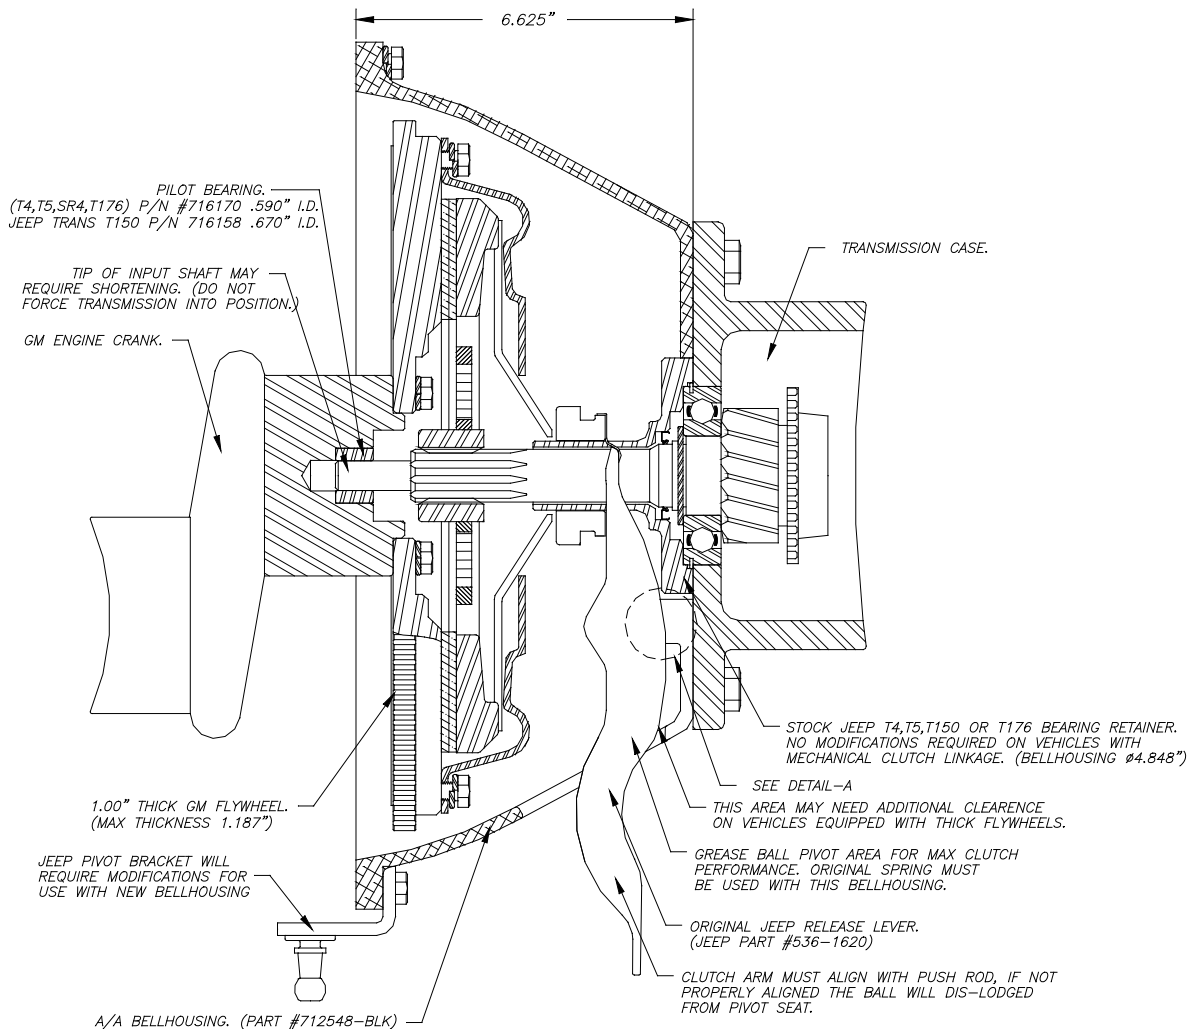 6.625"
PILOT BEARING.
(T4,T5,SR4,T176) P/N #716170 .590" I.D.
JEEP TRANS T150 P/N 716158 .670" I.D.
TIP OF INPUT SHAFT MAY
REQUIRE SHORTENING. (DO NOT
FORCE TRANSMISSION INTO POSITION.)
GM ENGINE CRANK.
TRANSMISSION CASE.
STOCK JEEP T4,T5,T150 OR T176 BEARING RETAINER.
NO MODIFICATIONS REQUIRED ON VEHICLES WITH
MECHANICAL CLUTCH LINKAGE. (BELLHOUSING ø4.848")
SEE DETAIL-A
THIS AREA MAY NEED ADDITIONAL CLEARENCE
ON VEHICLES EQUIPPED WITH THICK FLYWHEELS.
1.00" THICK GM FLYWHEEL.
(MAX THICKNESS 1.187")
JEEP PIVOT BRACKET WILL
REQUIRE MODIFICATIONS FOR
USE WITH NEW BELLHOUSING
GREASE BALL PIVOT AREA FOR MAX CLUTCH
PERFORMANCE. ORIGINAL SPRING MUST
BE USED WITH THIS BELLHOUSING.
ORIGINAL JEEP RELEASE LEVER.
(JEEP PART #536-1620)
CLUTCH ARM MUST ALIGN WITH PUSH ROD, IF NOT
PROPERLY ALIGNED THE BALL WILL DIS-LODGED
FROM PIVOT SEAT.
A/A BELLHOUSING. (PART #712548-BLK)